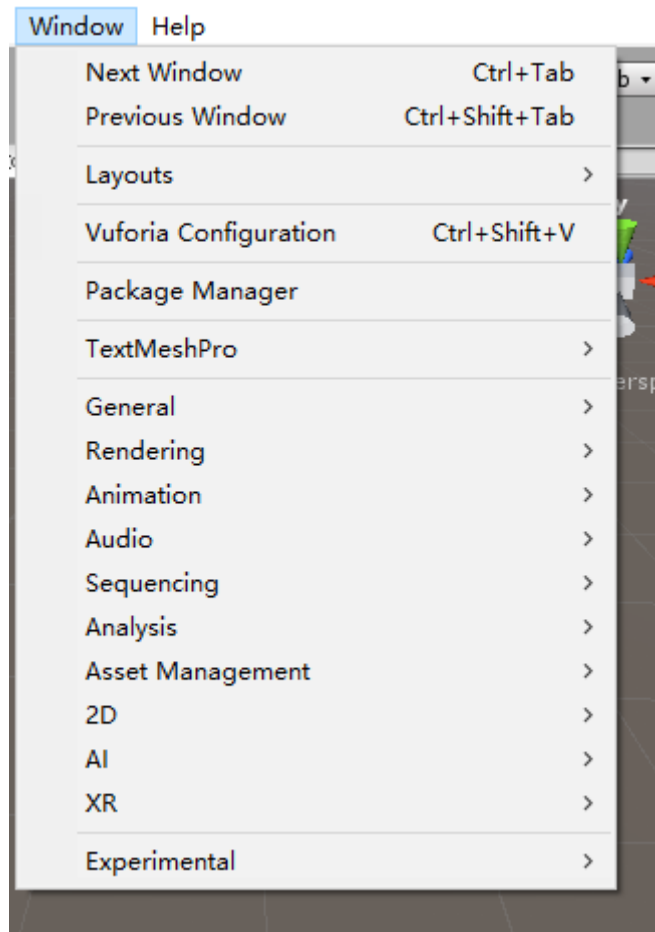 Window Help
Next Window Ctrl+Tab
Previous Window Ctrl+Shift+Tab
Layouts
Vuforia Configuration Ctrl+Shift+V
Package Manager
TextMeshPro
General
Rendering
Animation
Audio
Sequencing
Analysis
Asset Management
2D
AI
XR
Experimental
b
y
ersp